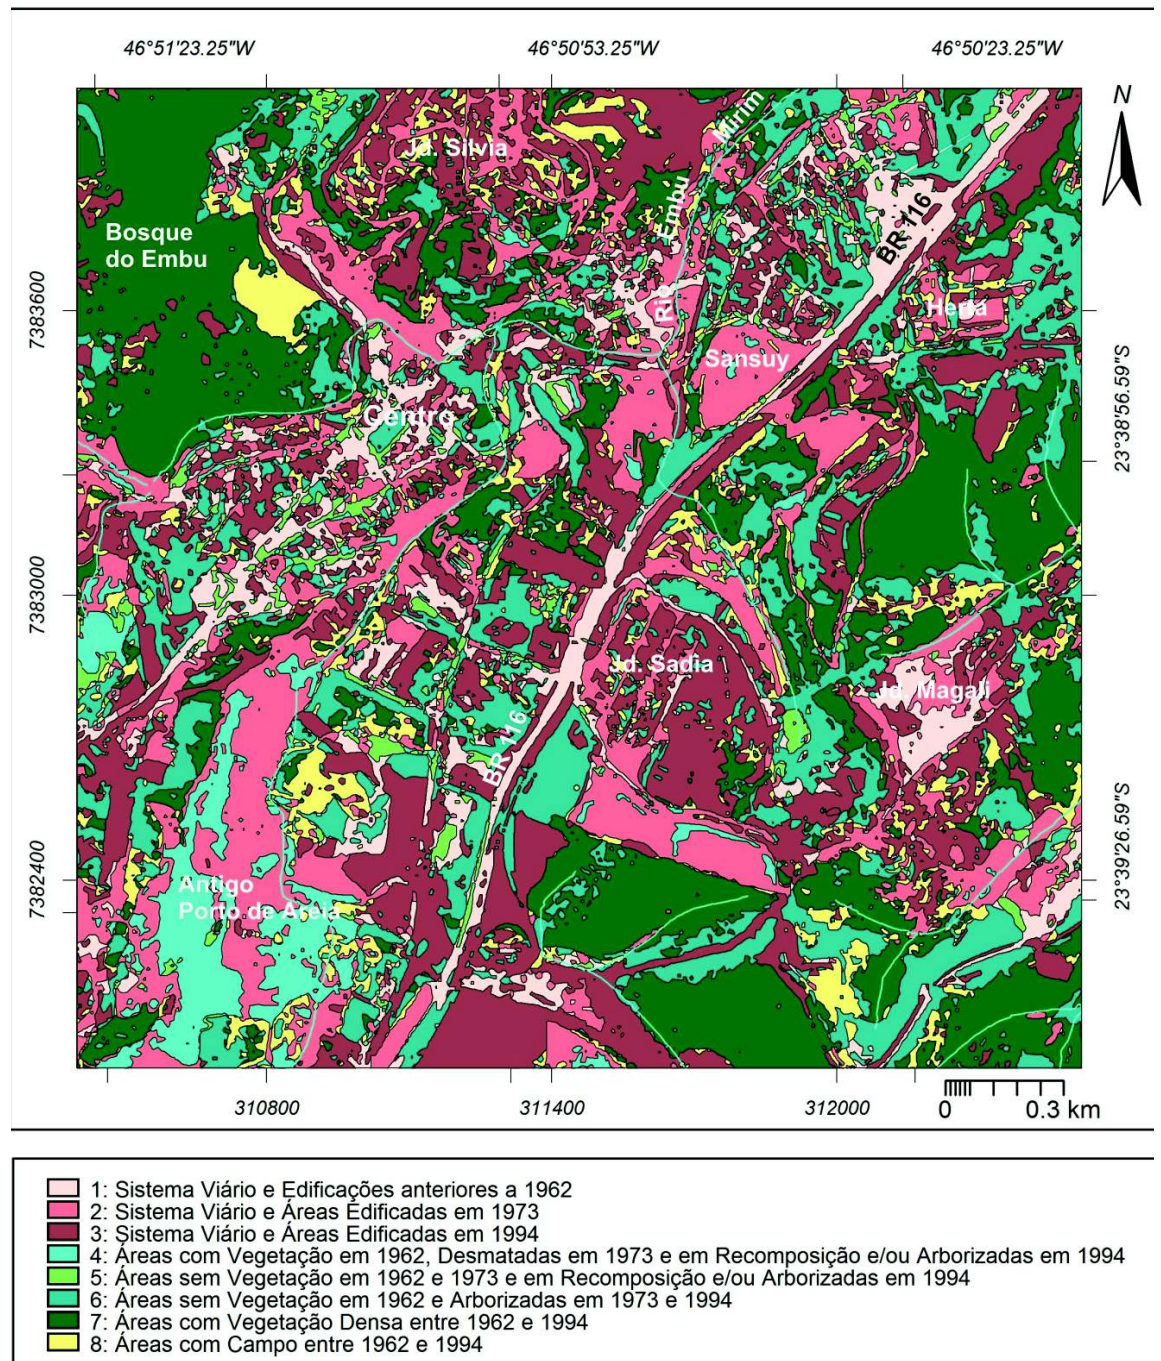 46°51'23.25"W 46°50'53.25"W 46°50'23.25"W
N
Mirim
Jd. Silvia
Embú
BR 116
Bosque
do Embu
7383600
Rio
Herla
Sansuy
23°38'56.59"S
Centro
7383000
Jd. Sadia
Jd. Magali
BR 116
23°39'26.59"S
7382400
Antigo
Porto de Areia
310800 311400 312000
0 0.3 km
1: Sistema Viário e Edificações anteriores a 1962
2: Sistema Viário e Áreas Edificadas em 1973
3: Sistema Viário e Áreas Edificadas em 1994
4: Áreas com Vegetação em 1962, Desmatadas em 1973 e em Recomposição e/ou Arborizadas em 1994
5: Áreas sem Vegetação em 1962 e 1973 e em Recomposição e/ou Arborizadas em 1994
6: Áreas sem Vegetação em 1962 e Arborizadas em 1973 e 1994
7: Áreas com Vegetação Densa entre 1962 e 1994
8: Áreas com Campo entre 1962 e 1994